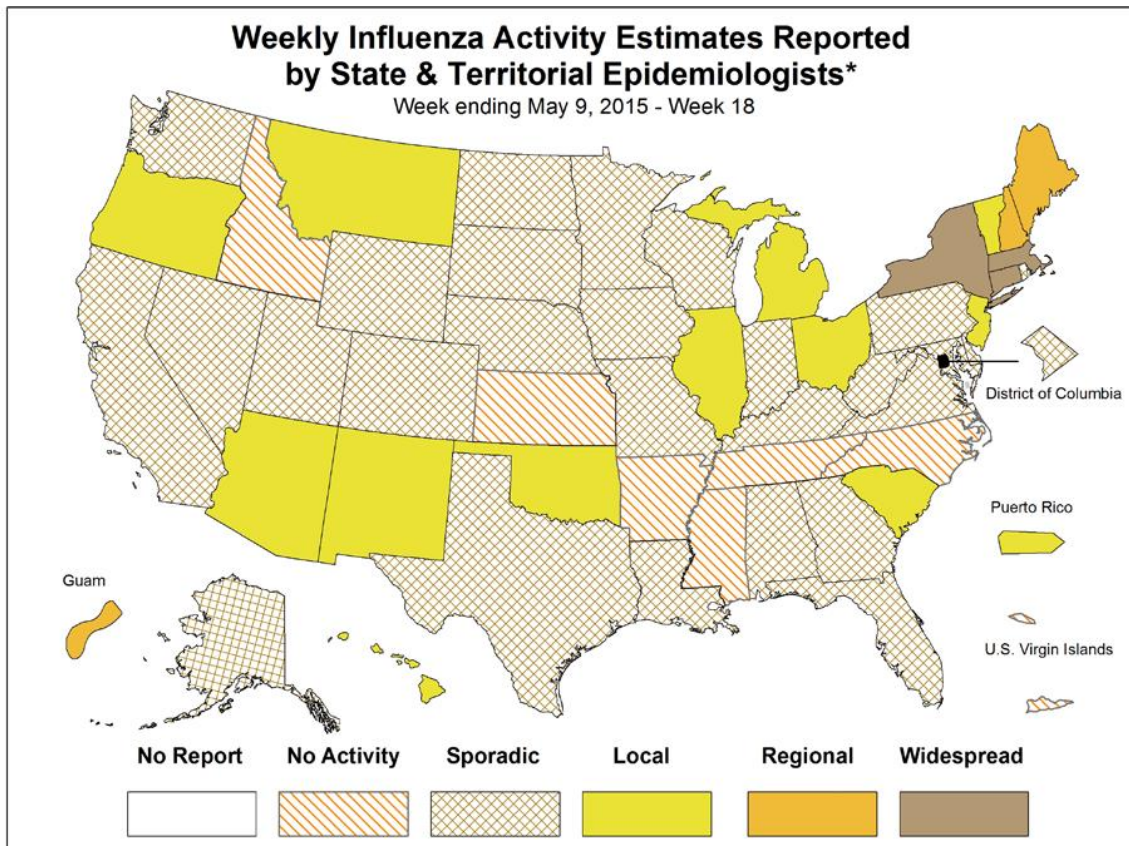 Weekly Influenza Activity Estimates Reported
by State & Territorial Epidemiologists*
Week ending May 9, 2015 - Week 18
District of Columbia
Puerto Rico
Guam
U.S. Virgin Islands
No Report
No Activity
Sporadic
Local
Regional
Widespread